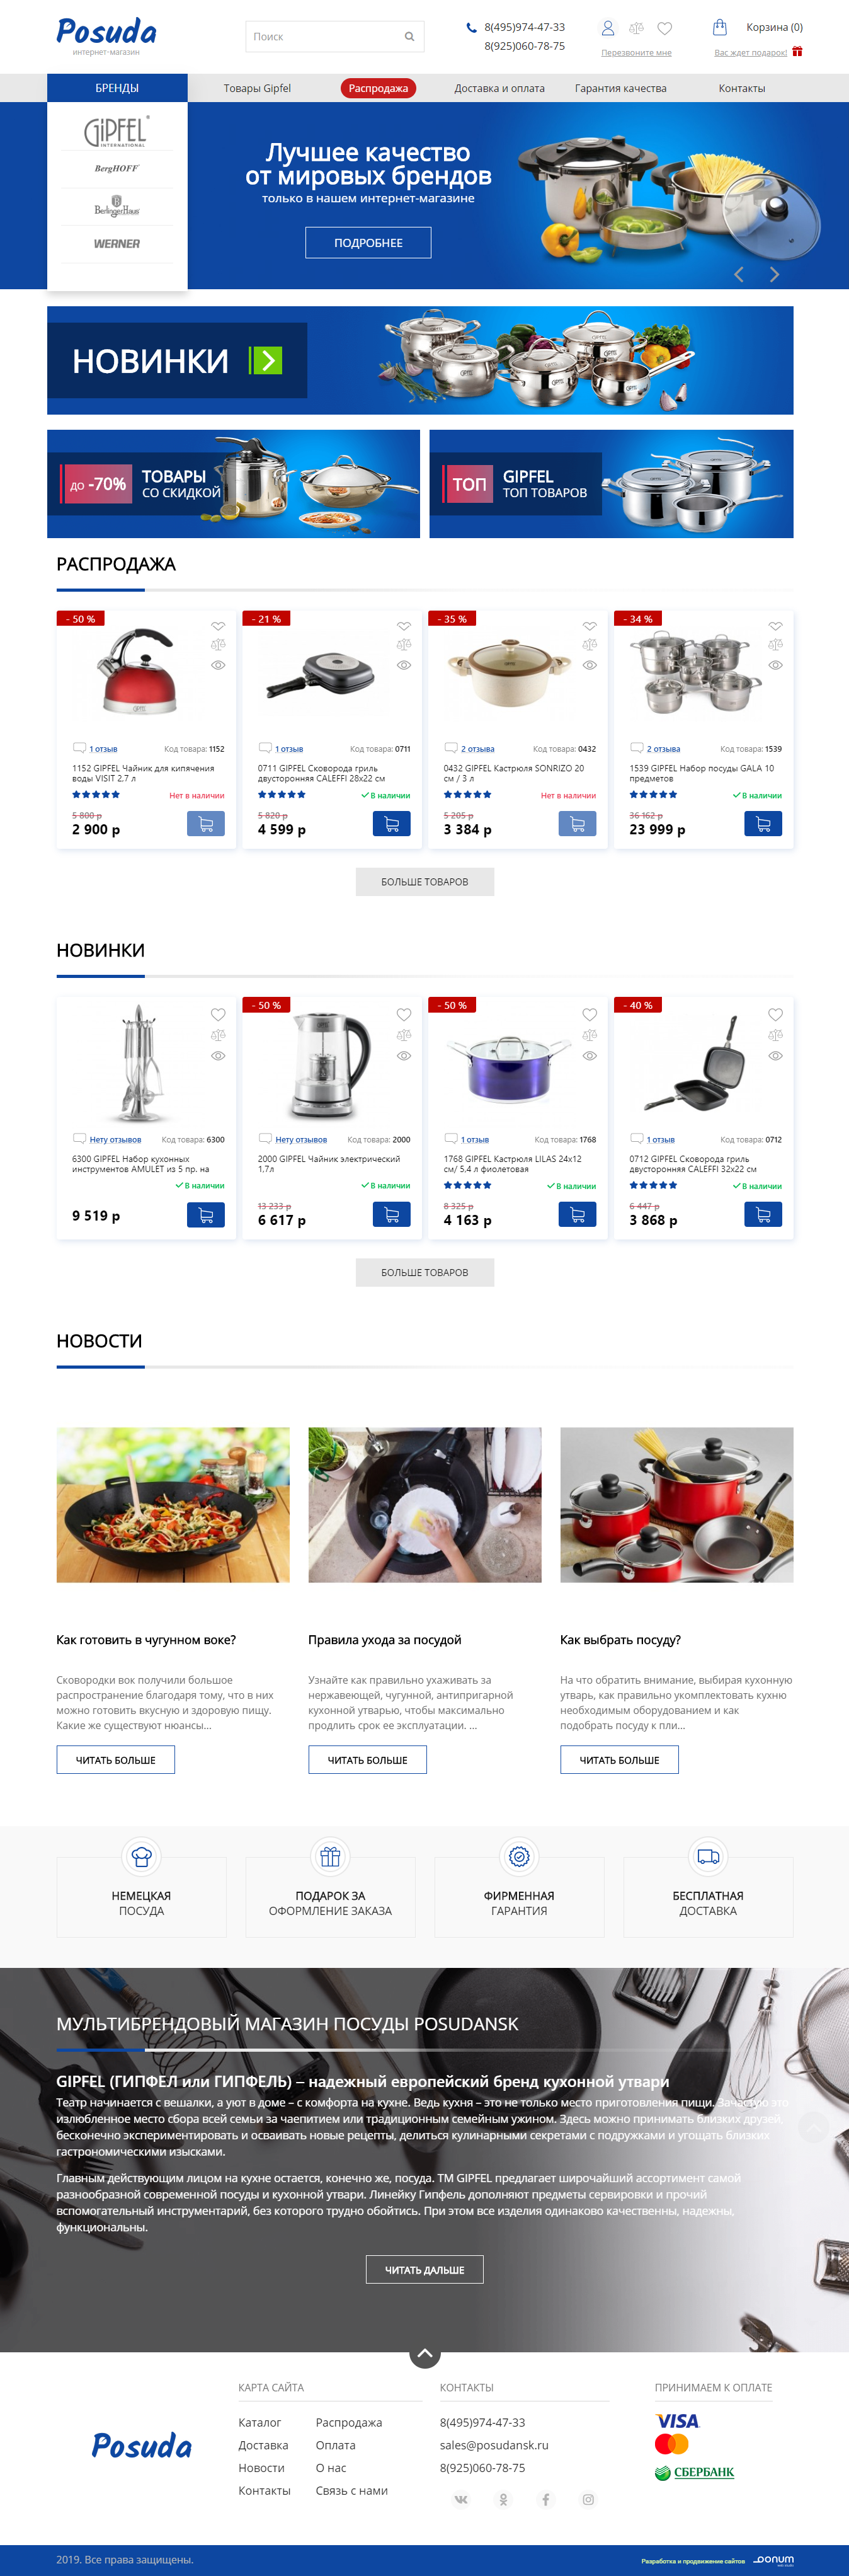 Posuda
интернет-магазин
Поиск
8(495)974-47-33
8(925)060-78-75
Перезвоните мне
Корзина (0)
Вас ждет подарок!
БРЕНДЫ
Товары Gipfel
Распродажа
Доставка и оплата
Гарантия качества
Контакты
GIPFEL
INTERNATIONAL
BergHOFF
BerlingerHaus
WERNER
Лучшее качество
от мировых брендов
только в нашем интернет-магазине
ПОДРОБНЕЕ
НОВИНКИ
ДО -70%
ТОВАРЫ
СО СКИДКОЙ
ТОП
GIPFEL
ТОП ТОВАРОВ
РАСПРОДАЖА
- 50 %
- 21 %
- 35 %
- 34 %
1 отзыв Код товара: 1152
1 отзыв Код товара: 0711
2 отзыва Код товара: 0432
2 отзыва Код товара: 1539
1152 GIPFEL Чайник для кипячения
воды VISIT 2,7 л
0711 GIPFEL Сковорода гриль
двусторонняя CALEFFI 28x22 см
0432 GIPFEL Кастрюля SONRIZO 20
см / 3 л
1539 GIPFEL Набор посуды GALA 10
предметов
Нет в наличии
В наличии
Нет в наличии
В наличии
5 800 р
2 900 р
5 820 р
4 599 р
5 205 р
3 384 р
36 162 р
23 999 р
БОЛЬШЕ ТОВАРОВ
НОВИНКИ
- 50 %
- 50 %
- 40 %
Нету отзывов Код товара: 6300
Нету отзывов Код товара: 2000
1 отзыв Код товара: 1768
1 отзыв Код товара: 0712
6300 GIPFEL Набор кухонных
инструментов AMULET из 5 пр. на
2000 GIPFEL Чайник электрический
1,7л
1768 GIPFEL Кастрюля LILAS 24x12
см/ 5,4 л фиолетовая
0712 GIPFEL Сковорода гриль
двусторонняя CALEFFI 32x22 см
В наличии
В наличии
В наличии
В наличии
9 519 р
13 233 р
6 617 р
8 325 р
4 163 р
6 447 р
3 868 р
БОЛЬШЕ ТОВАРОВ
НОВОСТИ
Как готовить в чугунном воке?
Сковородки вок получили большое
распространение благодаря тому, что в них
можно готовить вкусную и здоровую пищу.
Какие же существуют нюансы...
ЧИТАТЬ БОЛЬШЕ
Правила ухода за посудой
Узнайте как правильно ухаживать за
нержавеющей, чугунной, антипригарной
кухонной утварью, чтобы максимально
продлить срок ее эксплуатации. ...
ЧИТАТЬ БОЛЬШЕ
Как выбрать посуду?
На что обратить внимание, выбирая кухонную
утварь, как правильно укомплектовать кухню
необходимым оборудованием и как
подобрать посуду к пли...
ЧИТАТЬ БОЛЬШЕ
НЕМЕЦКАЯ
ПОСУДА
ПОДАРОК ЗА
ОФОРМЛЕНИЕ ЗАКАЗА
ФИРМЕННАЯ
ГАРАНТИЯ
БЕСПЛАТНАЯ
ДОСТАВКА
МУЛЬТИБРЕНДОВЫЙ МАГАЗИН ПОСУДЫ POSUDANSK
GIPFEL (ГИПФЕЛ или ГИПФЕЛЬ) – надежный европейский бренд кухонной утвари
Театр начинается с вешалки, а уют в доме – с комфорта на кухне. Ведь кухня – это не только место приготовления пищи. Зачастую это
излюбленное место сбора всей семьи за чаепитием или традиционным семейным ужином. Здесь можно принимать близких друзей,
бесконечно экспериментировать и осваивать новые рецепты, делиться кулинарными секретами с подружками и угощать близких
гастрономическими изысками.
Главным действующим лицом на кухне остается, конечно же, посуда. ТМ GIPFEL предлагает широчайший ассортимент самой
разнообразной современной посуды и кухонной утвари. Линейку Гипфель дополняют предметы сервировки и прочий
вспомогательный инструментарий, без которого трудно обойтись. При этом все изделия одинаково качественны, надежны,
функциональны.
ЧИТАТЬ ДАЛЬШЕ
Posuda
КАРТА САЙТА
Каталог Распродажа
Доставка Оплата
Новости О нас
Контакты Связь с нами
КОНТАКТЫ
8(495)974-47-33
sales@posudansk.ru
8(925)060-78-75
ПРИНИМАЕМ К ОПЛАТЕ
VISA
СБЕРБАНК
2019. Все права защищены.
Разработка и продвижение сайтов